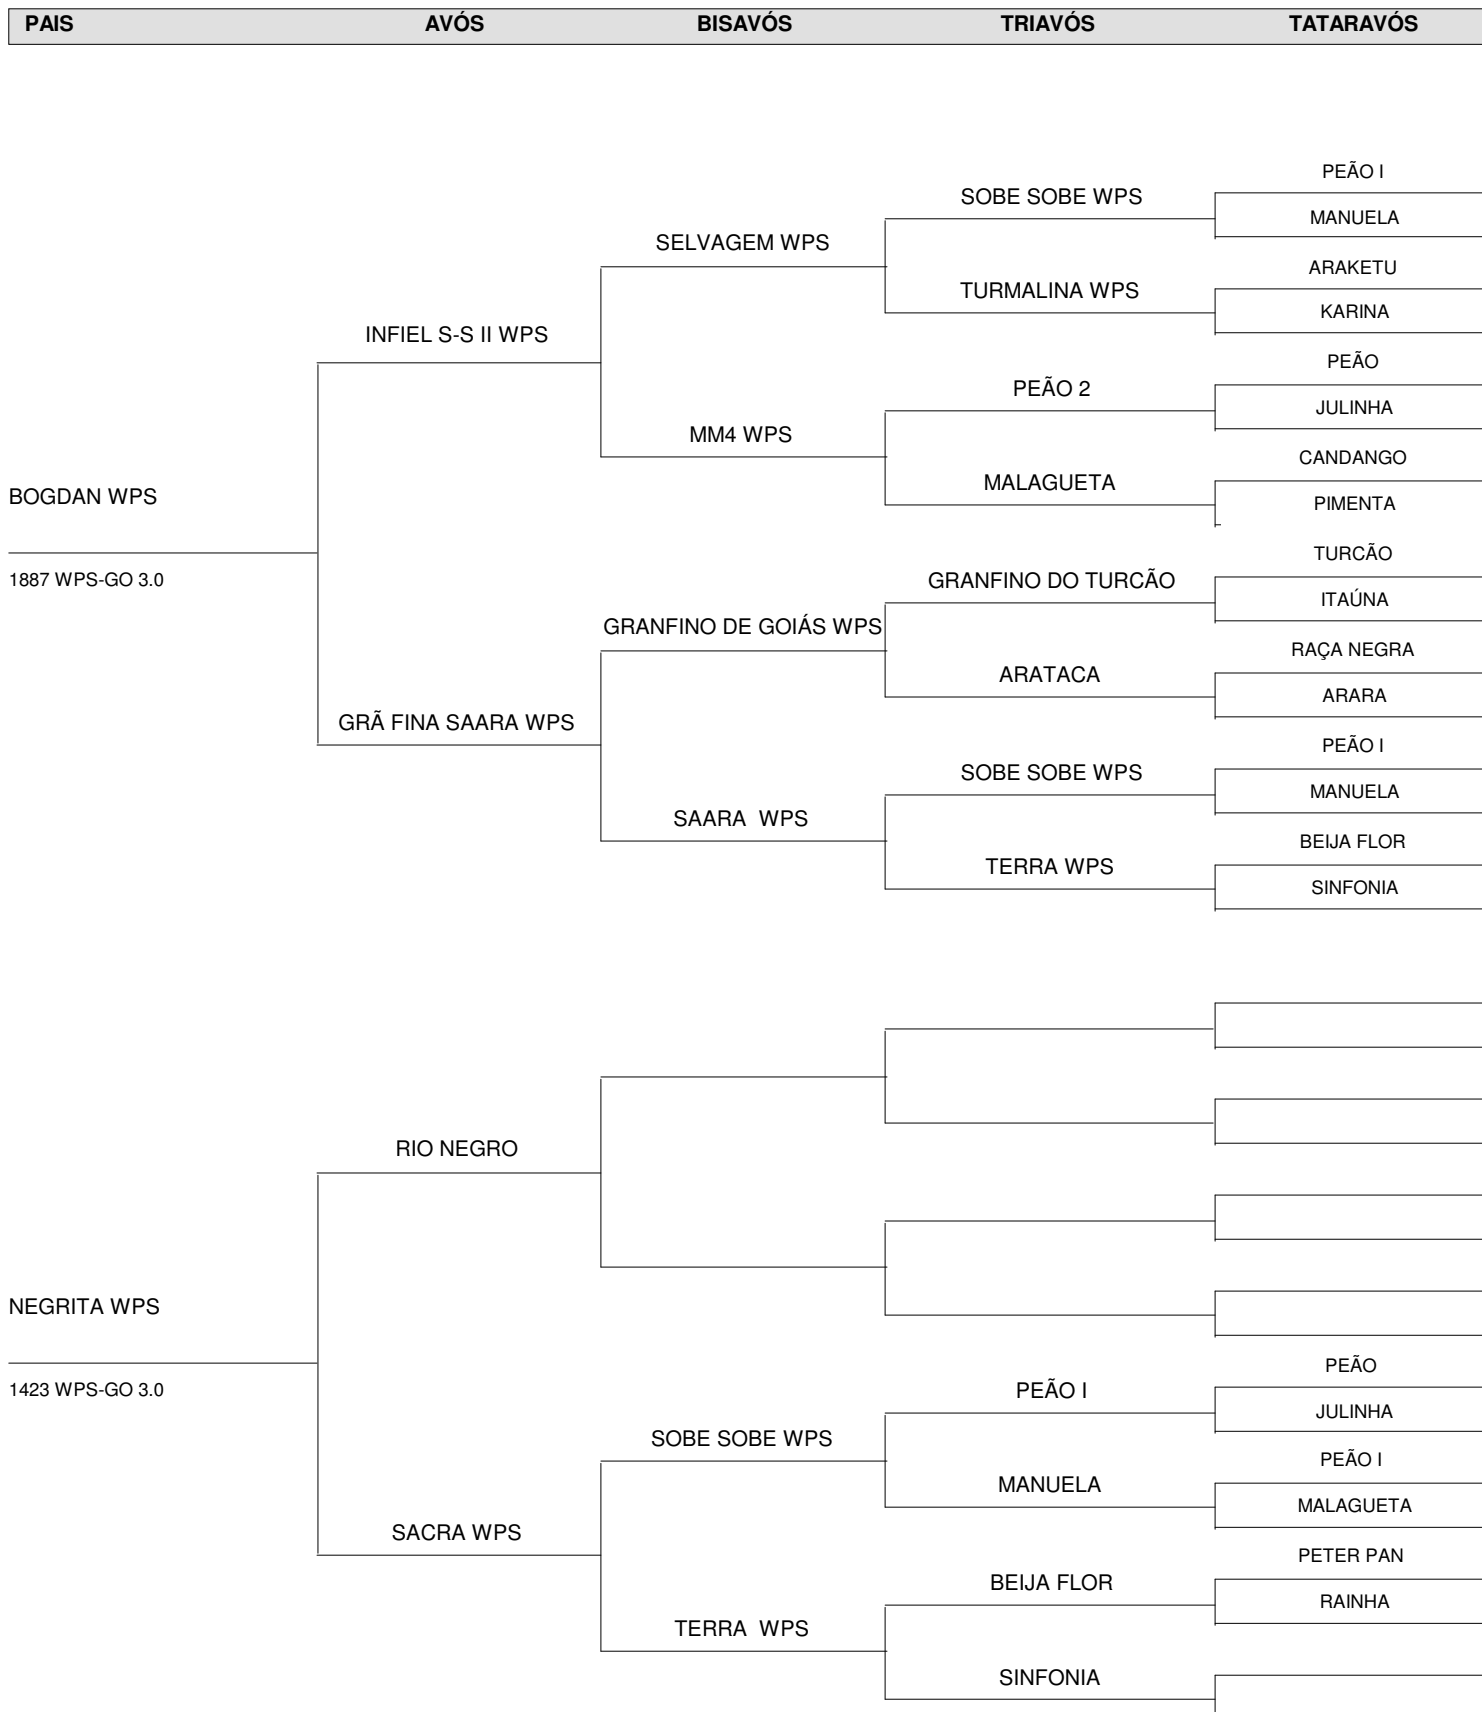 PAIS AVÓS BISAVÓS TRIAVÓS TATARAVÓS
PEÃO I
SOBE SOBE WPS
MANUELA
SELVAGEM WPS
ARAKETU
TURMALINA WPS
KARINA
INFIEL S-S II WPS
PEÃO
PEÃO 2
JULINHA
MM4 WPS
CANDANGO
MALAGUETA
BOGDAN WPS
PIMENTA
TURCÃO
1887 WPS-GO 3.0
GRANFINO DO TURCÃO
ITAÚNA
GRANFINO DE GOIÁS WPS
RAÇA NEGRA
ARATACA
ARARA
GRÃ FINA SAARA WPS
PEÃO I
SOBE SOBE WPS
MANUELA
SAARA WPS
BEIJA FLOR
TERRA WPS
SINFONIA
RIO NEGRO
NEGRITA WPS
PEÃO
1423 WPS-GO 3.0
PEÃO I
JULINHA
SOBE SOBE WPS
PEÃO I
MANUELA
MALAGUETA
SACRA WPS
PETER PAN
BEIJA FLOR
RAINHA
TERRA WPS
SINFONIA